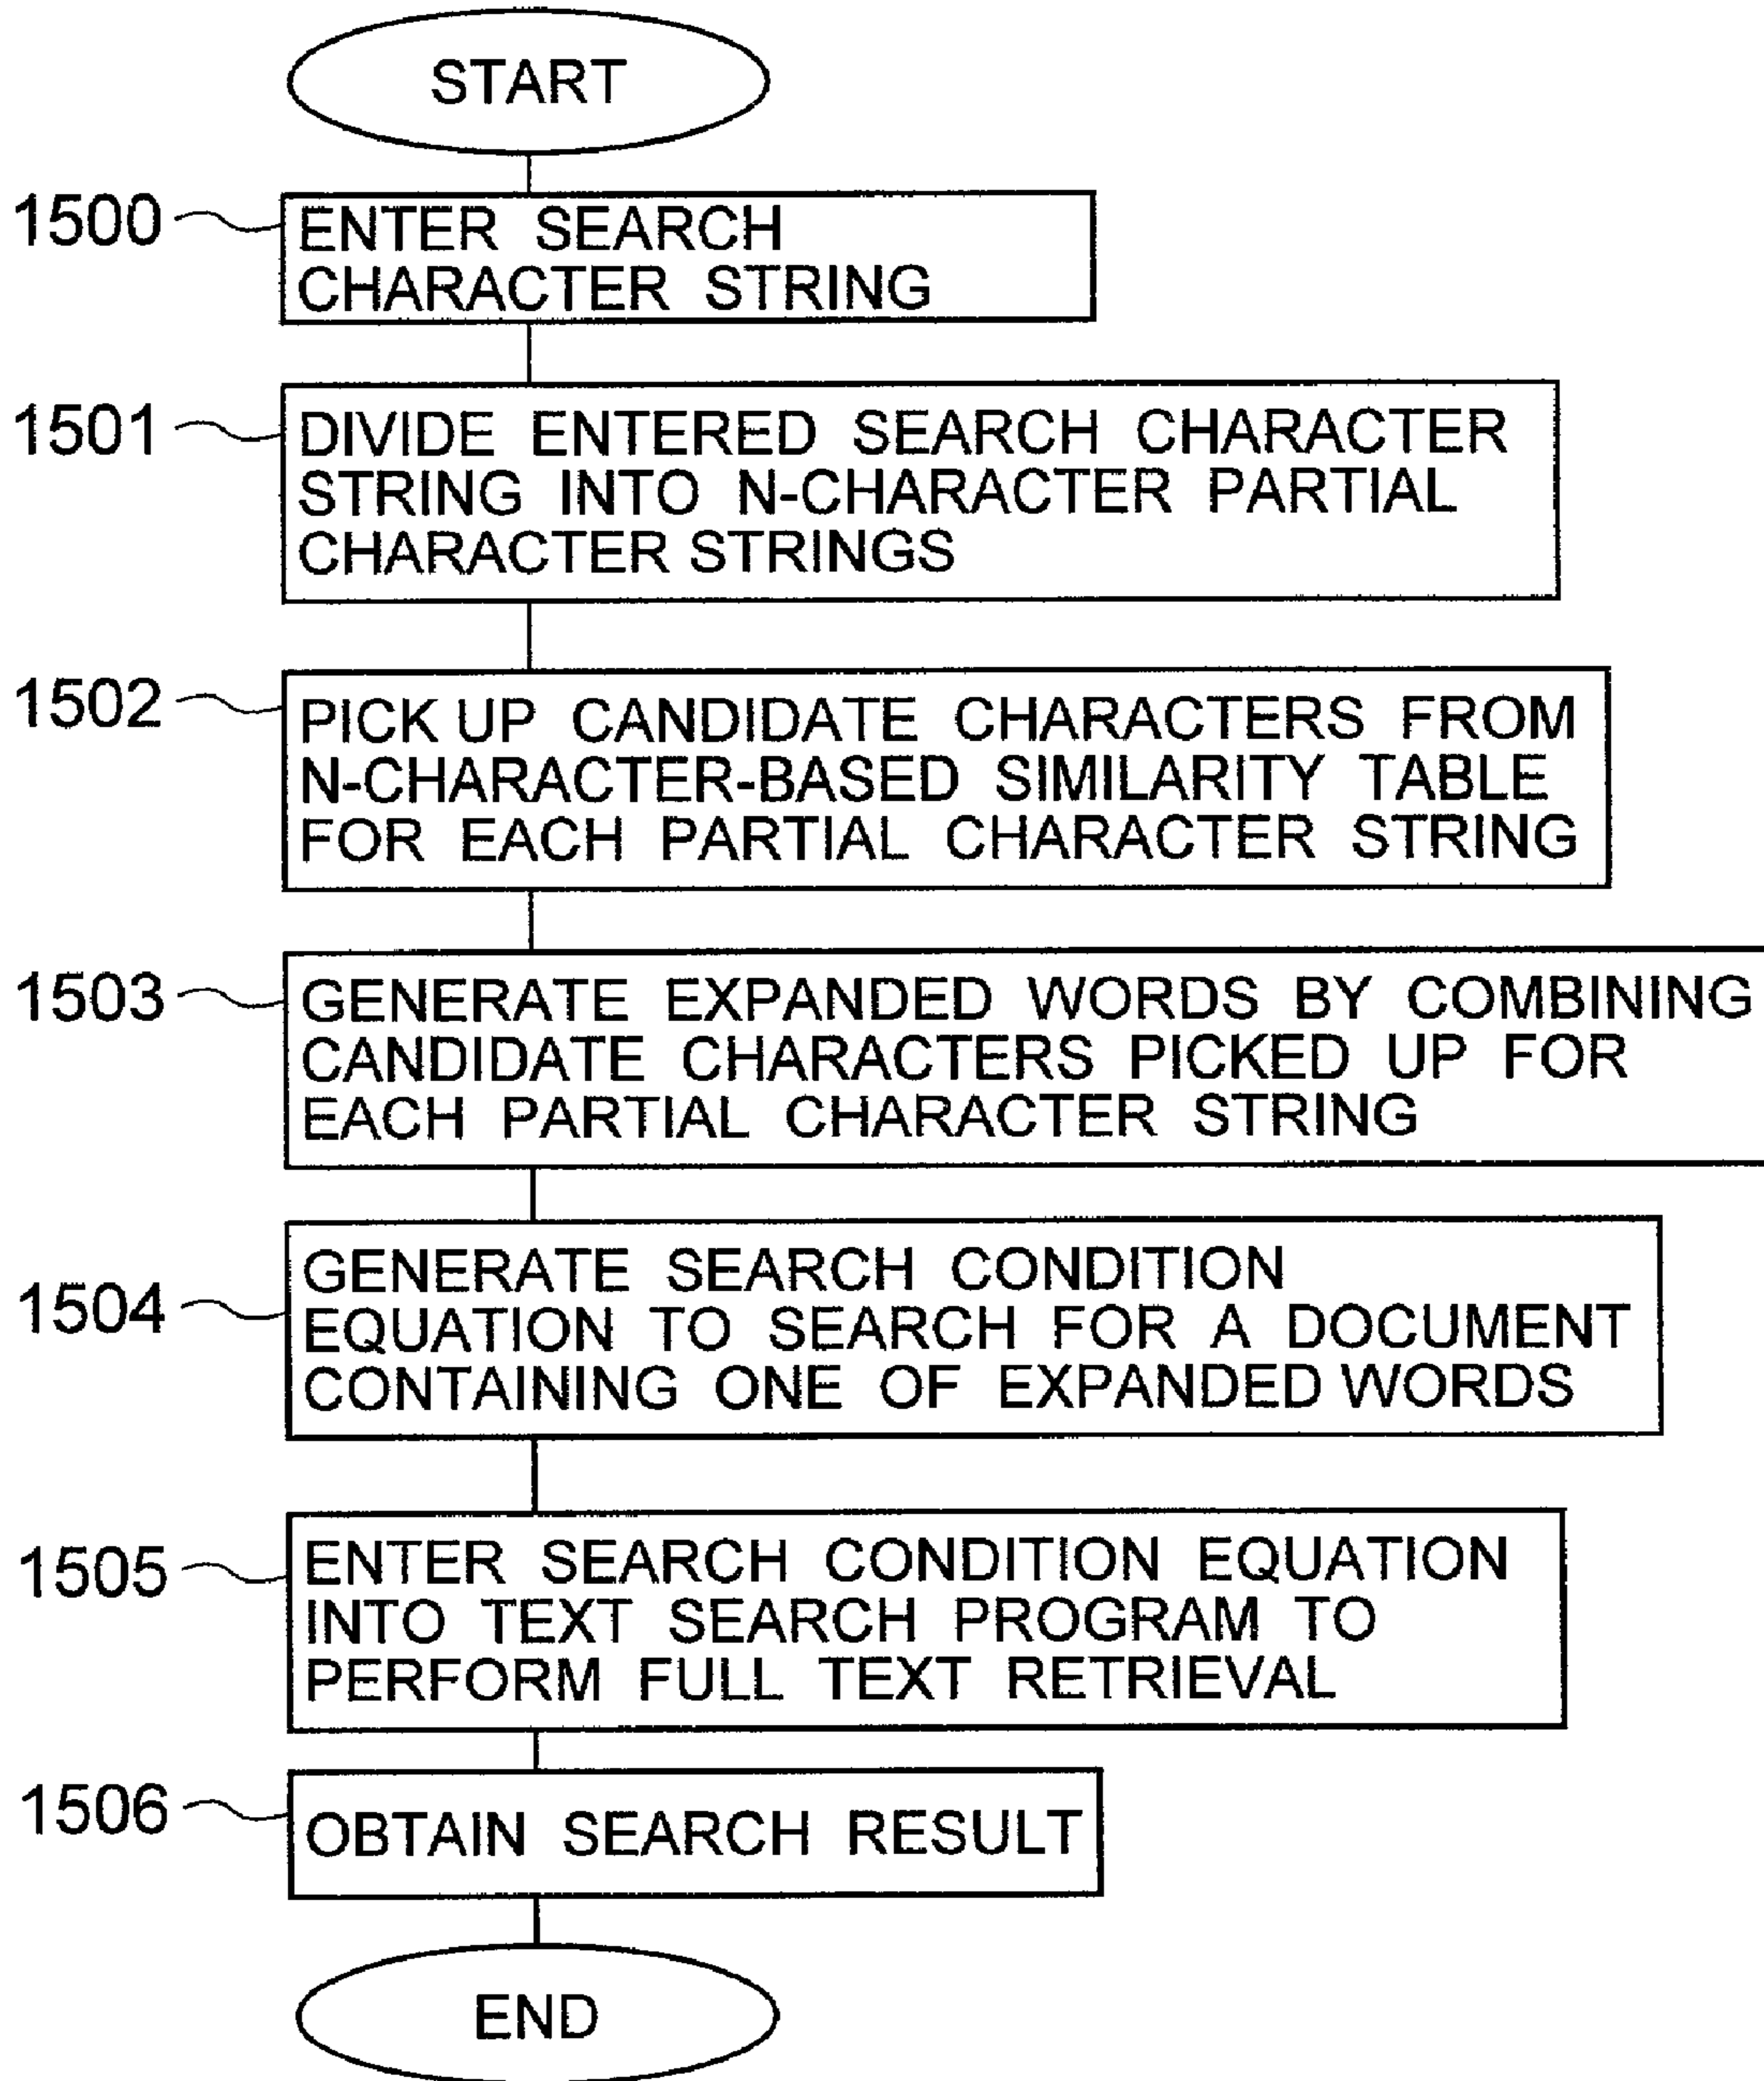 START
1500
ENTER SEARCH
CHARACTER STRING
1501
DIVIDE ENTERED SEARCH CHARACTER
STRING INTO N-CHARACTER PARTIAL
CHARACTER STRINGS
1502
PICK UP CANDIDATE CHARACTERS FROM
N-CHARACTER-BASED SIMILARITY TABLE
FOR EACH PARTIAL CHARACTER STRING
1503
GENERATE EXPANDED WORDS BY COMBINING
CANDIDATE CHARACTERS PICKED UP FOR
EACH PARTIAL CHARACTER STRING
1504
GENERATE SEARCH CONDITION
EQUATION TO SEARCH FOR A DOCUMENT
CONTAINING ONE OF EXPANDED WORDS
1505
ENTER SEARCH CONDITION EQUATION
INTO TEXT SEARCH PROGRAM TO
PERFORM FULL TEXT RETRIEVAL
1506
OBTAIN SEARCH RESULT
END